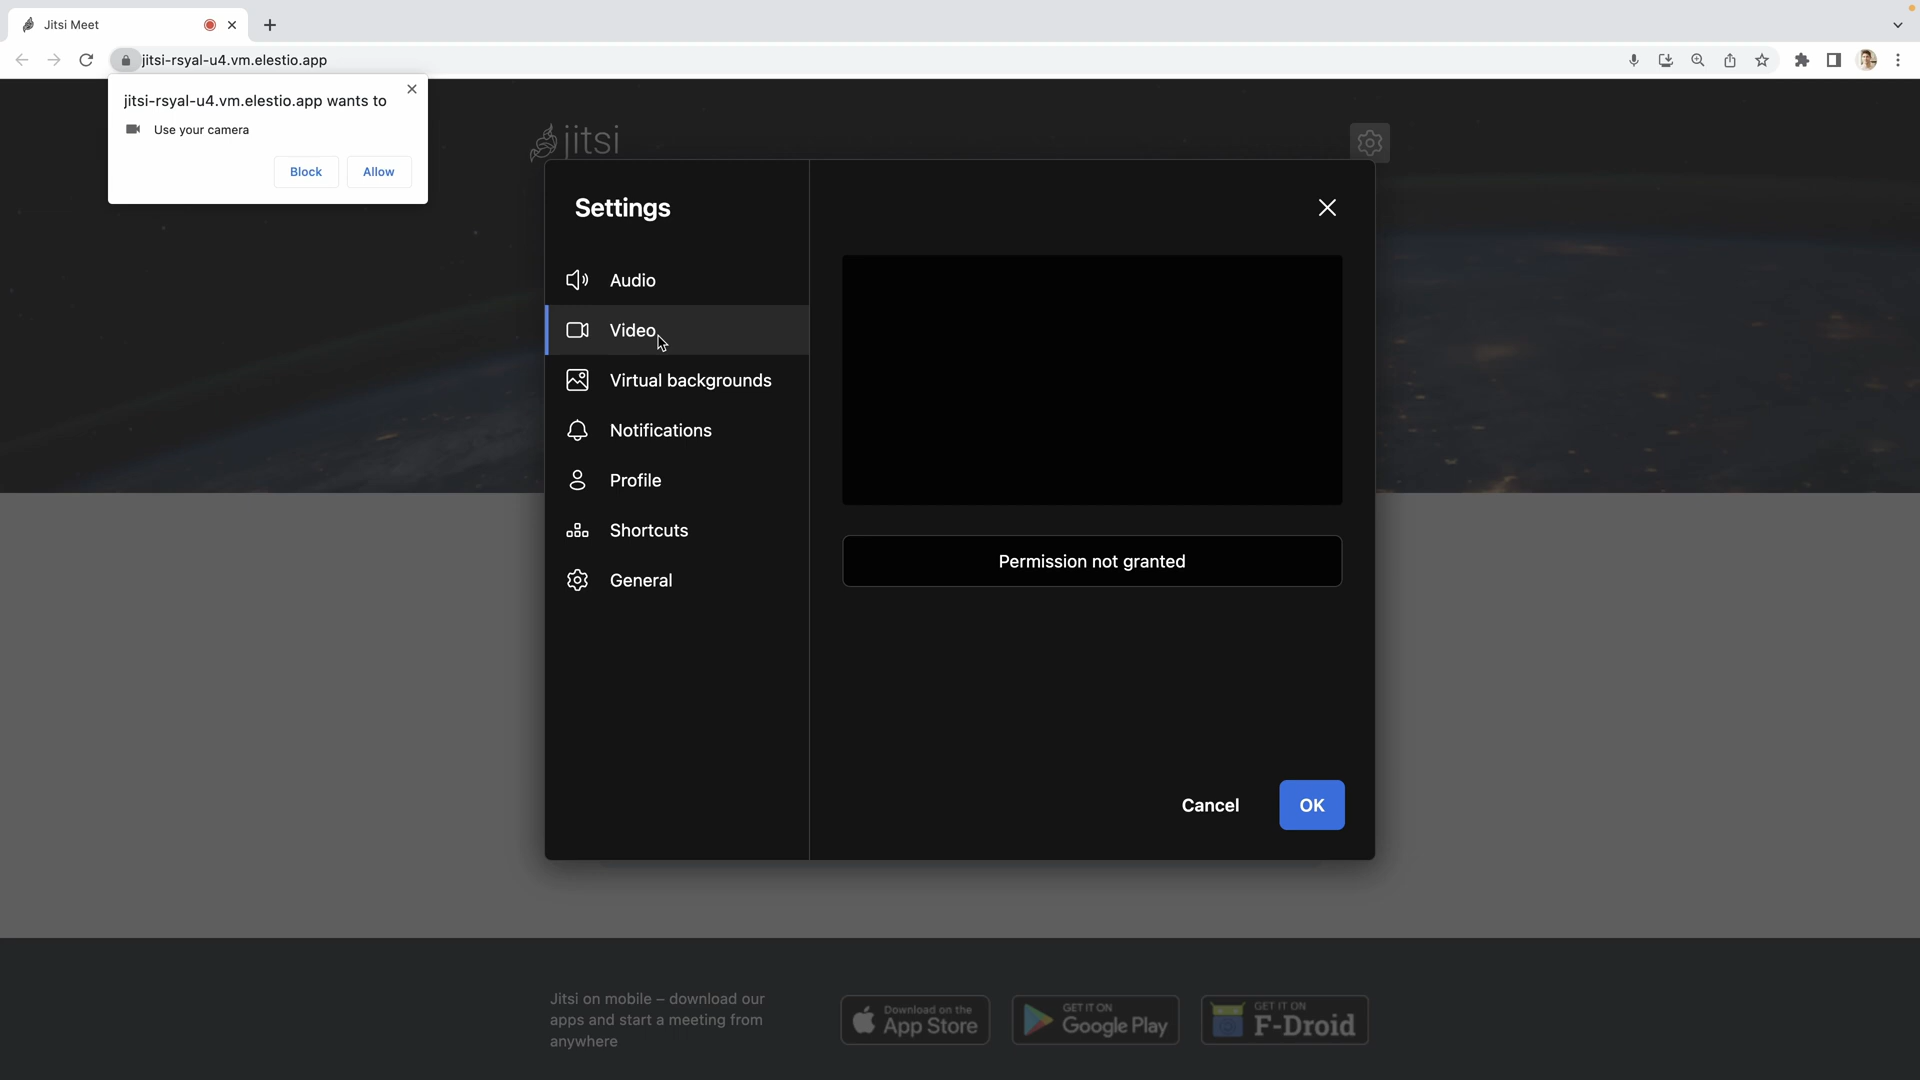 Jitsi Meet
jitsi-rsyal-u4.vm.elestio.app
jitsi-rsyal-u4.vm.elestio.app wants to
Use your camera
Block
Allow
jitsi
Settings
Audio
Video
Virtual backgrounds
Notifications
Profile
Shortcuts
General
Permission not granted
Cancel
OK
Jitsi on mobile – download our
apps and start a meeting from
anywhere
Download on the
App Store
GET IT ON
Google Play
GET IT ON
F-Droid